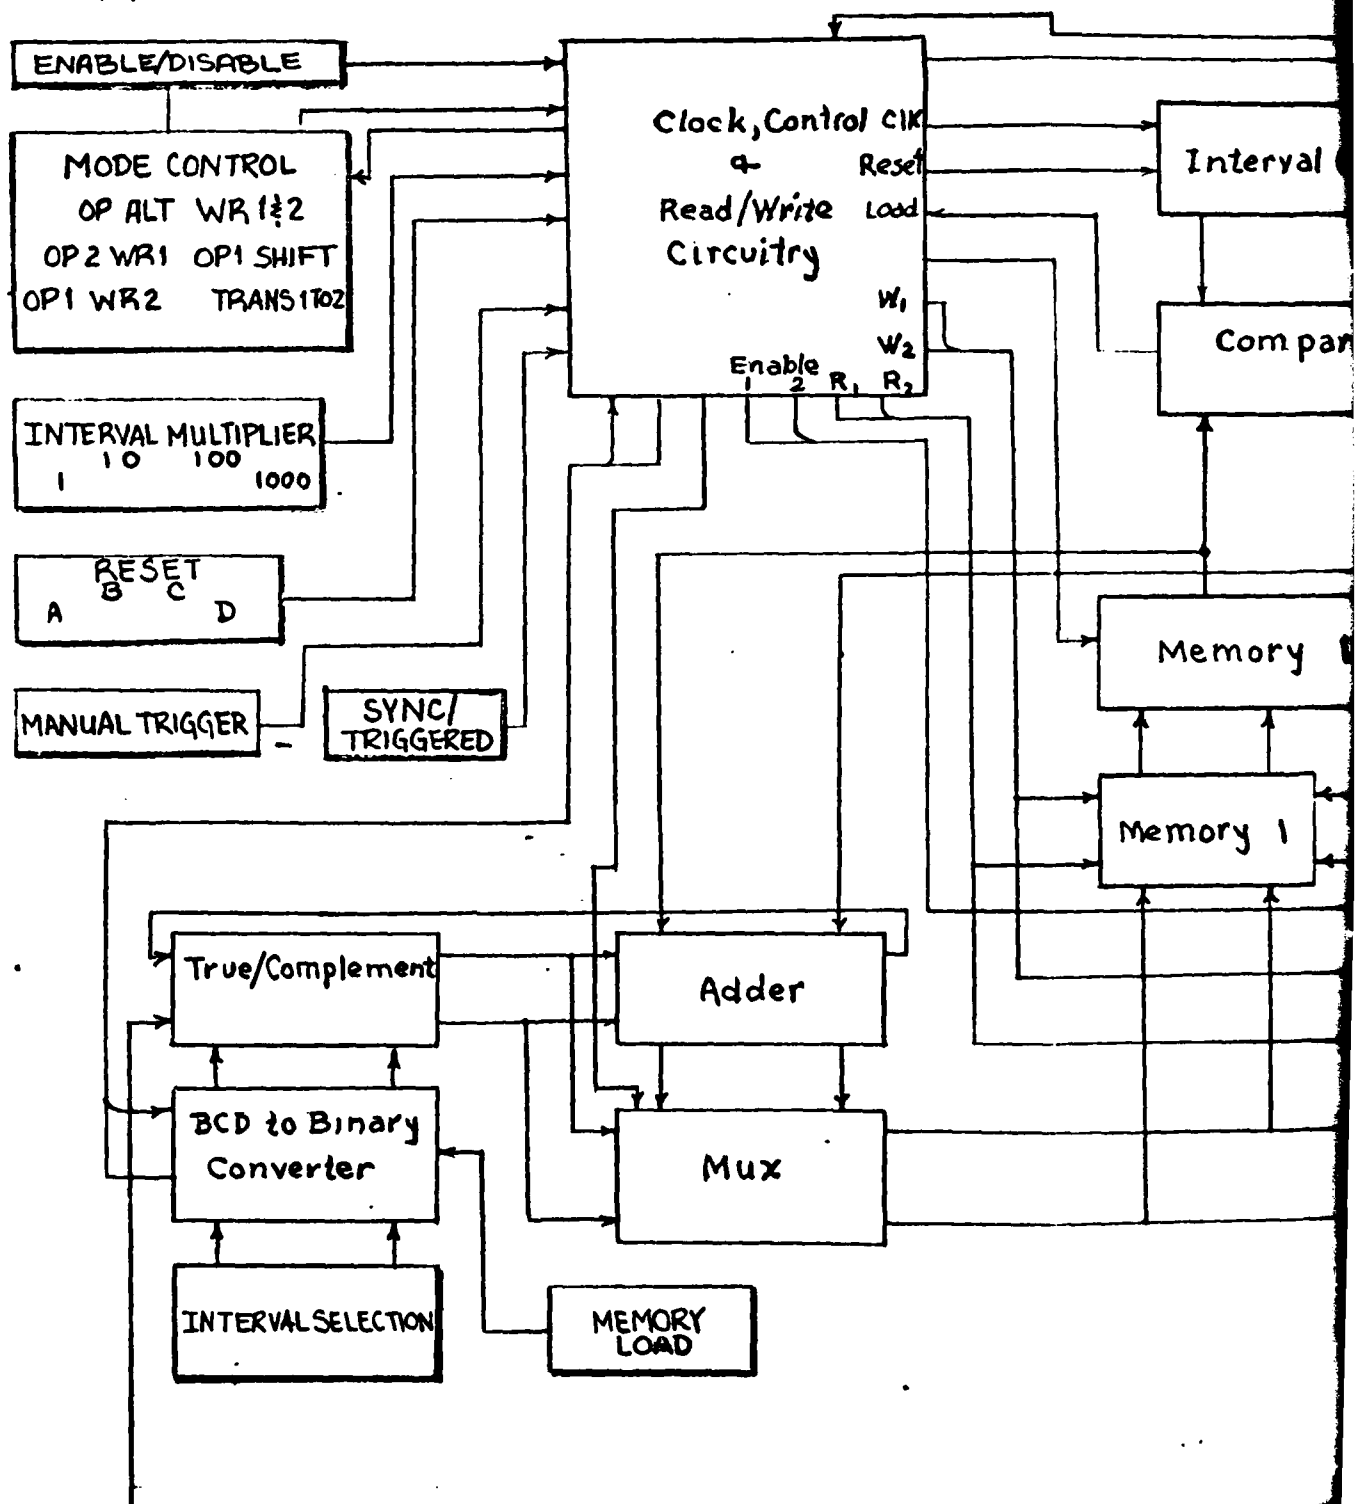 ENABLE/DISABLE
MODE CONTROL
OP ALT WR 1&2
OP 2 WR1 OP1 SHIFT
OP1 WR2 TRANS 1 TO 2
INTERVAL MULTIPLIER
1 10 100 1000
RESET
A B C D
MANUAL TRIGGER
SYNC/
TRIGGERED
Clock, Control
&
Read/Write
Circuitry
CLK
Reset
Load
W1
W2
Enable
1 2 R1 R2
Interval
Compar
Memory
Memory 1
True/Complement
Adder
BCD to Binary
Converter
Mux
INTERVAL SELECTION
MEMORY
LOAD